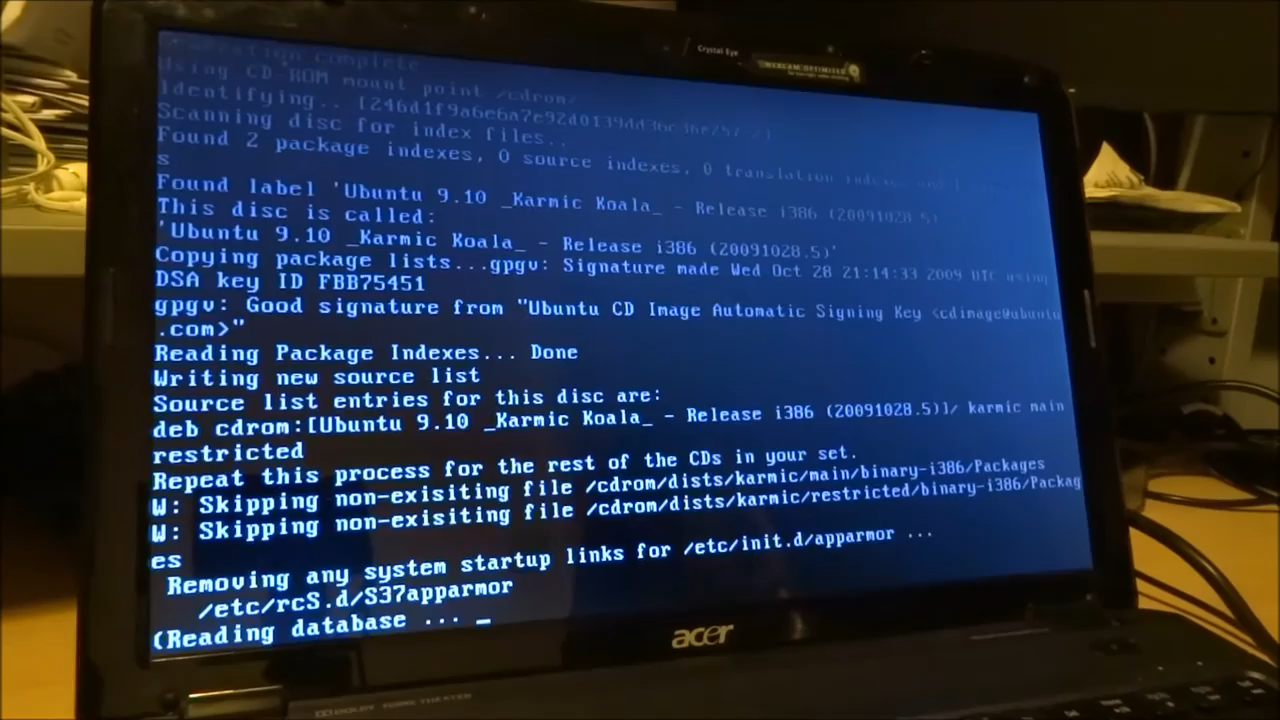 Crystal Eye
generation complete
Using CD-ROM mount point /cdrom/
Identifying..
Scanning disc for index files..
Found 2 package indexes, 0 source indexes, 0 translation indexes and 1
s
Found label 'Ubuntu 9.10 _Karmic Koala_ - Release i386 (20091028.5)
This disc is called:
'Ubuntu 9.10 _Karmic Koala_ - Release i386 (20091028.5)'
Copying package lists...gpgv: Signature made Wed Oct 28 21:14:33 2009 UTC using
DSA key ID FBB75451
gpgv: Good signature from "Ubuntu CD Image Automatic Signing Key <cdimage@ubuntu
.com>"
Reading Package Indexes... Done
Writing new source list
Source list entries for this disc are:
deb cdrom:[Ubuntu 9.10 _Karmic Koala_ - Release i386 (20091028.5)]/ karmic main
restricted
Repeat this process for the rest of the CDs in your set.
W: Skipping non-exisiting file /cdrom/dists/karmic/main/binary-i386/Packages
W: Skipping non-exisiting file /cdrom/dists/karmic/restricted/binary-i386/Packag
es
Removing any system startup links for /etc/init.d/apparmor ...
/etc/rcS.d/S37apparmor
(Reading database ... _
acer